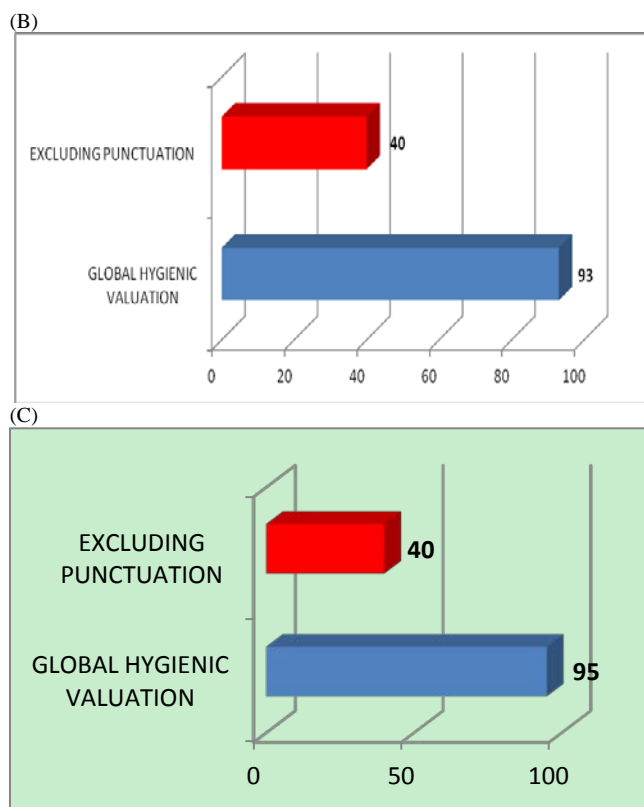 (B)
EXCLUDING PUNCTUATION
40
GLOBAL HYGIENIC
VALUATION
93
0 20 40 60 80 100
(C)
EXCLUDING
PUNCTUATION
40
GLOBAL HYGIENIC
VALUATION
95
0 50 100